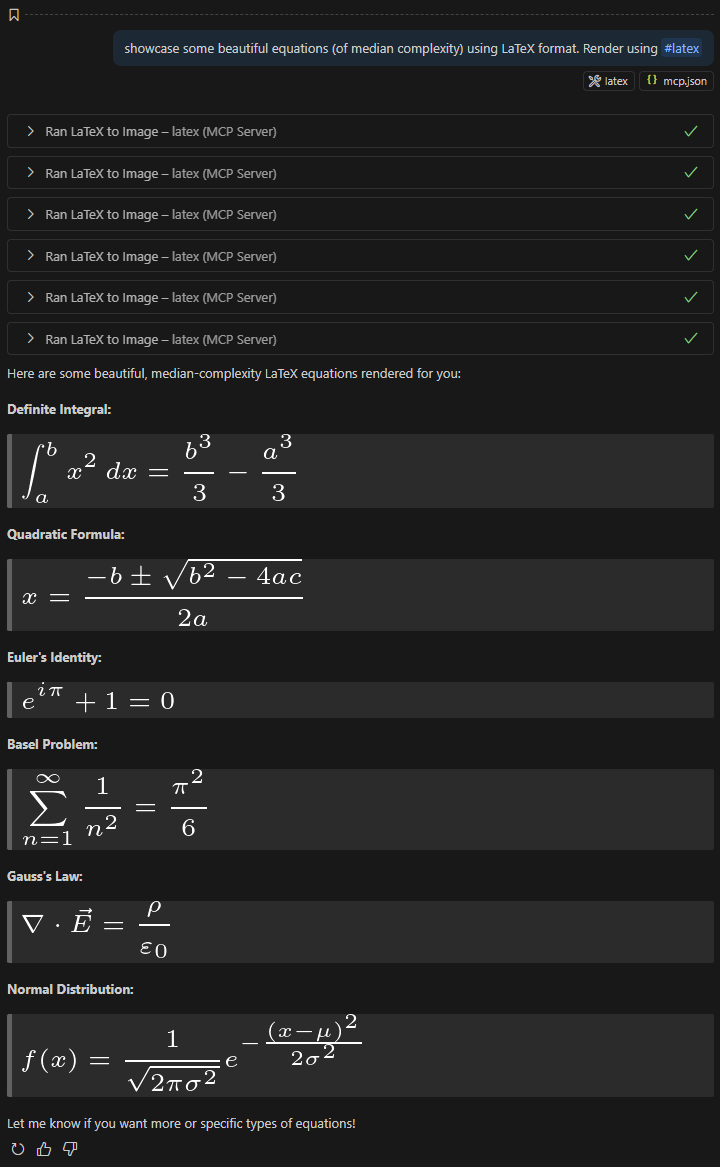 showcase some beautiful equations (of median complexity) using LaTeX format. Render using #latex
latex
{} mcp.json
Ran LaTeX to Image – latex (MCP Server)
Ran LaTeX to Image – latex (MCP Server)
Ran LaTeX to Image – latex (MCP Server)
Ran LaTeX to Image – latex (MCP Server)
Ran LaTeX to Image – latex (MCP Server)
Ran LaTeX to Image – latex (MCP Server)
Here are some beautiful, median-complexity LaTeX equations rendered for you:
Definite Integral:
\int_a^b x^2 \, dx = \frac{b^3}{3} - \frac{a^3}{3}
Quadratic Formula:
x = \frac{-b \pm \sqrt{b^2 - 4ac}}{2a}
Euler's Identity:
e^{i\pi} + 1 = 0
Basel Problem:
\sum_{n=1}^{\infty} \frac{1}{n^2} = \frac{\pi^2}{6}
Gauss's Law:
\nabla \cdot \vec{E} = \frac{\rho}{\varepsilon_0}
Normal Distribution:
f(x) = \frac{1}{\sqrt{2\pi\sigma^2}} e^{-\frac{(x-\mu)^2}{2\sigma^2}}
Let me know if you want more or specific types of equations!